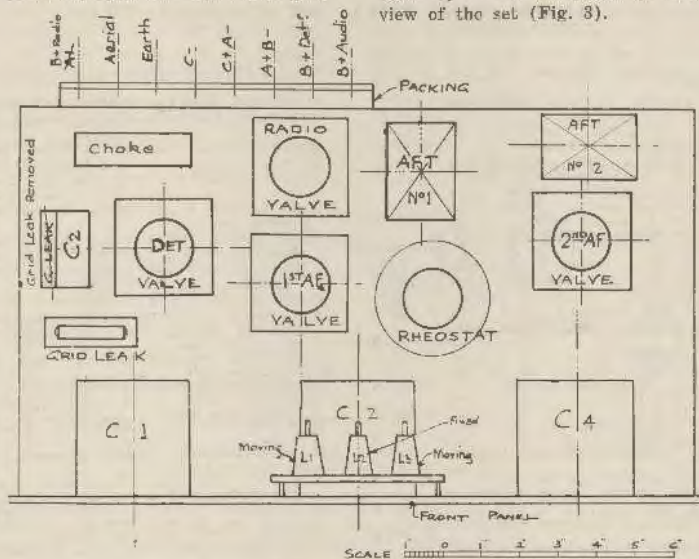 view of the set (Fig. 3).
B+Radio
A+
Aerial
Earth
C-
C+A-
A+B-
B+Det:
B+Audio
PACKING
Grid Leak Removed
Choke
RADIO
VALVE
AFT
No 1
AFT
No 2
G-LEAK
C2
DET
VALVE
1ST AF
VALVE
2ND AF
VALVE
RHEOSTAT
GRID LEAK
C 1
C 2
C 4
Moving
L1
L2
L3
Fixed
Moving
FRONT PANEL
SCALE 1" 0 1" 2" 3" 4" 5" 6"